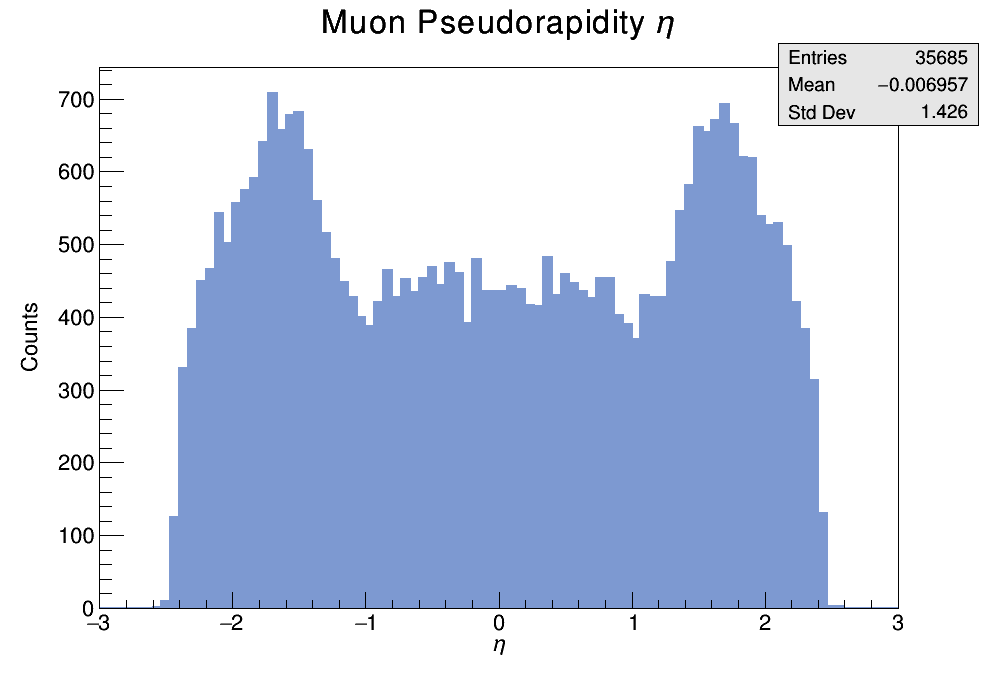 Muon Pseudorapidity η
Entries 35685
Mean −0.006957
Std Dev 1.426
700
600
500
400
300
200
100
0
Counts
−3 −2 −1 0 1 2 3
η